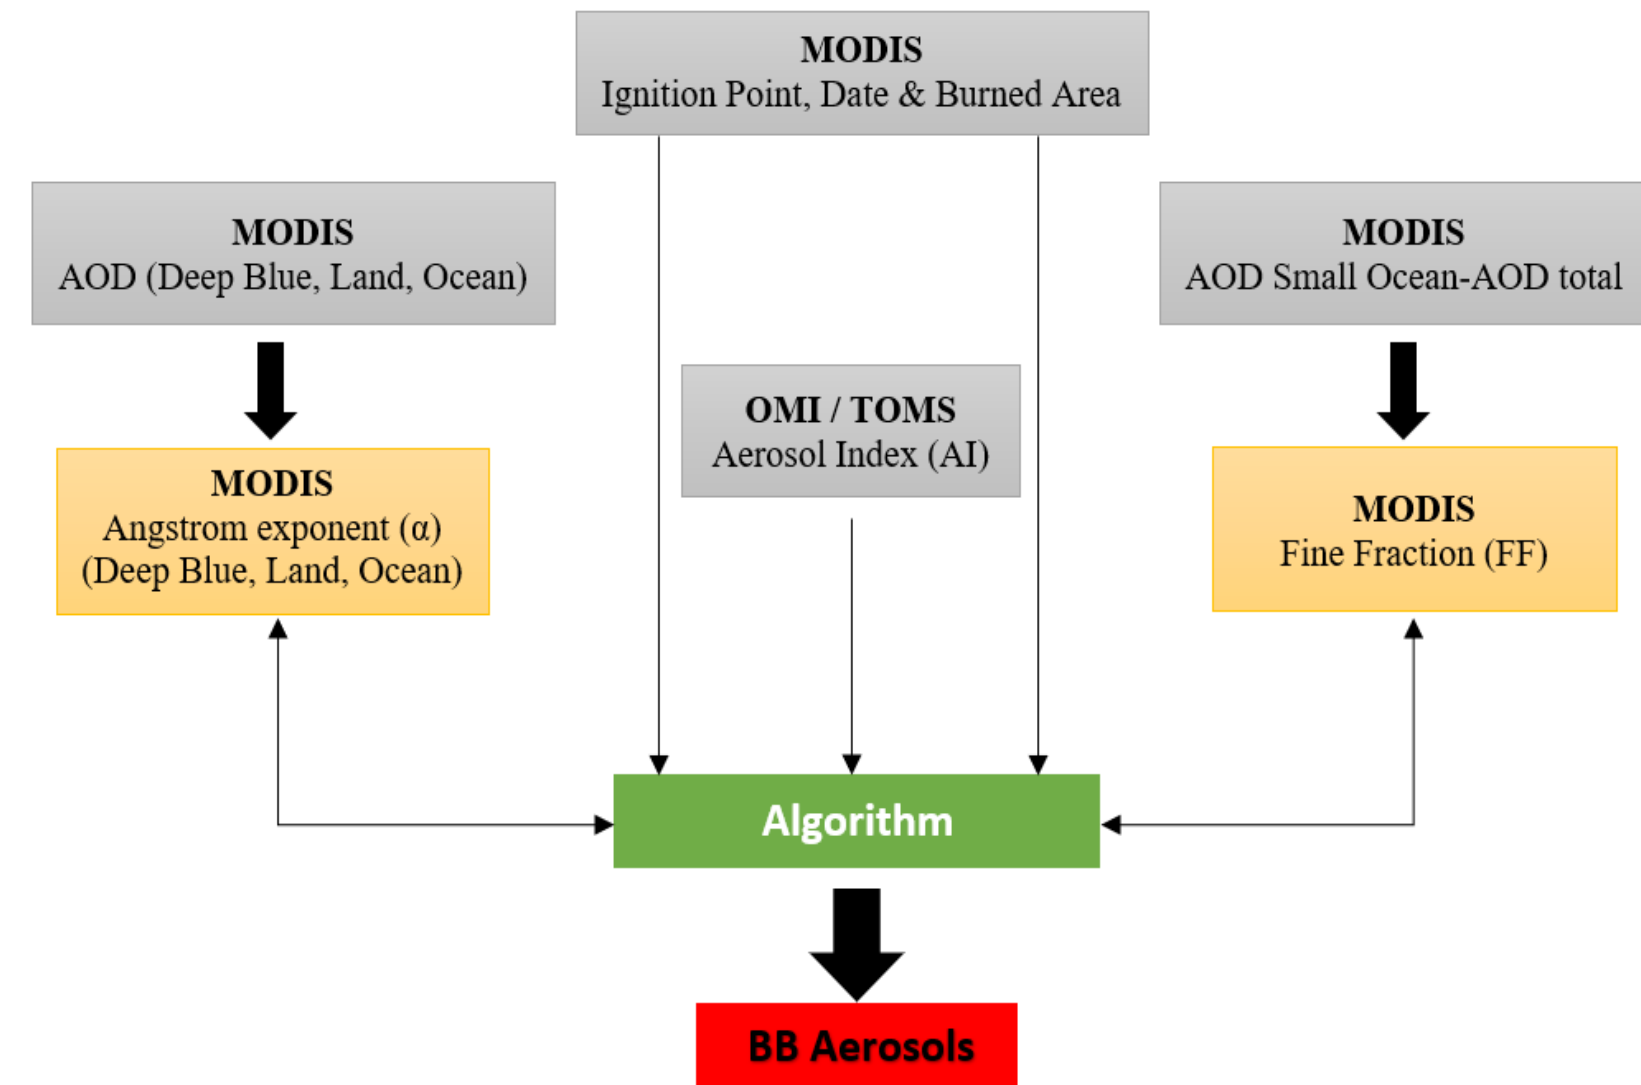 MODIS
Ignition Point, Date & Burned Area
MODIS
AOD (Deep Blue, Land, Ocean)
MODIS
AOD Small Ocean-AOD total
OMI / TOMS
Aerosol Index (AI)
MODIS
Angstrom exponent (α)
(Deep Blue, Land, Ocean)
MODIS
Fine Fraction (FF)
Algorithm
BB Aerosols